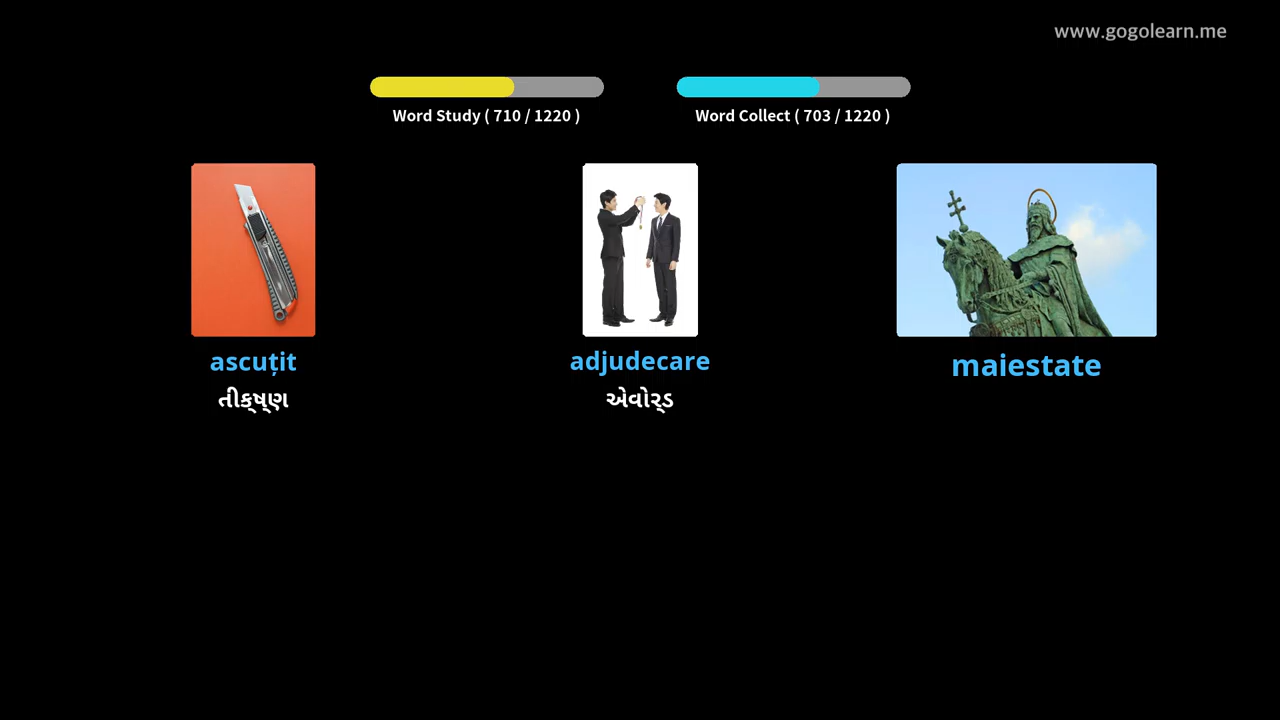 www.gogolearn.me
Word Study ( 710 / 1220 )
Word Collect ( 703 / 1220 )
ascuțit
adjudecare
maiestate
તીક્ષ્ણ
એવોર્ડ